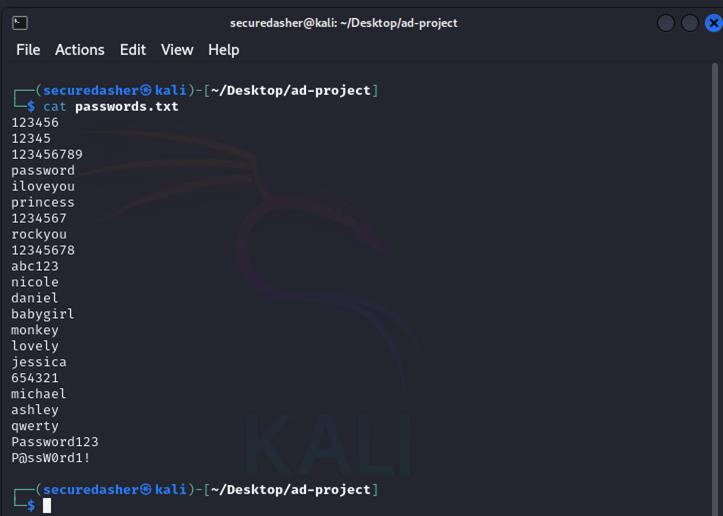 securedasher@kali: ~/Desktop/ad-project
File Actions Edit View Help
┌──(securedasher㉿kali)-[~/Desktop/ad-project]
└─$ cat passwords.txt
123456
12345
123456789
password
iloveyou
princess
1234567
rockyou
12345678
abc123
nicole
daniel
babygirl
monkey
lovely
jessica
654321
michael
ashley
qwerty
Password123
P@ssW0rd1!
┌──(securedasher㉿kali)-[~/Desktop/ad-project]
└─$
KALI